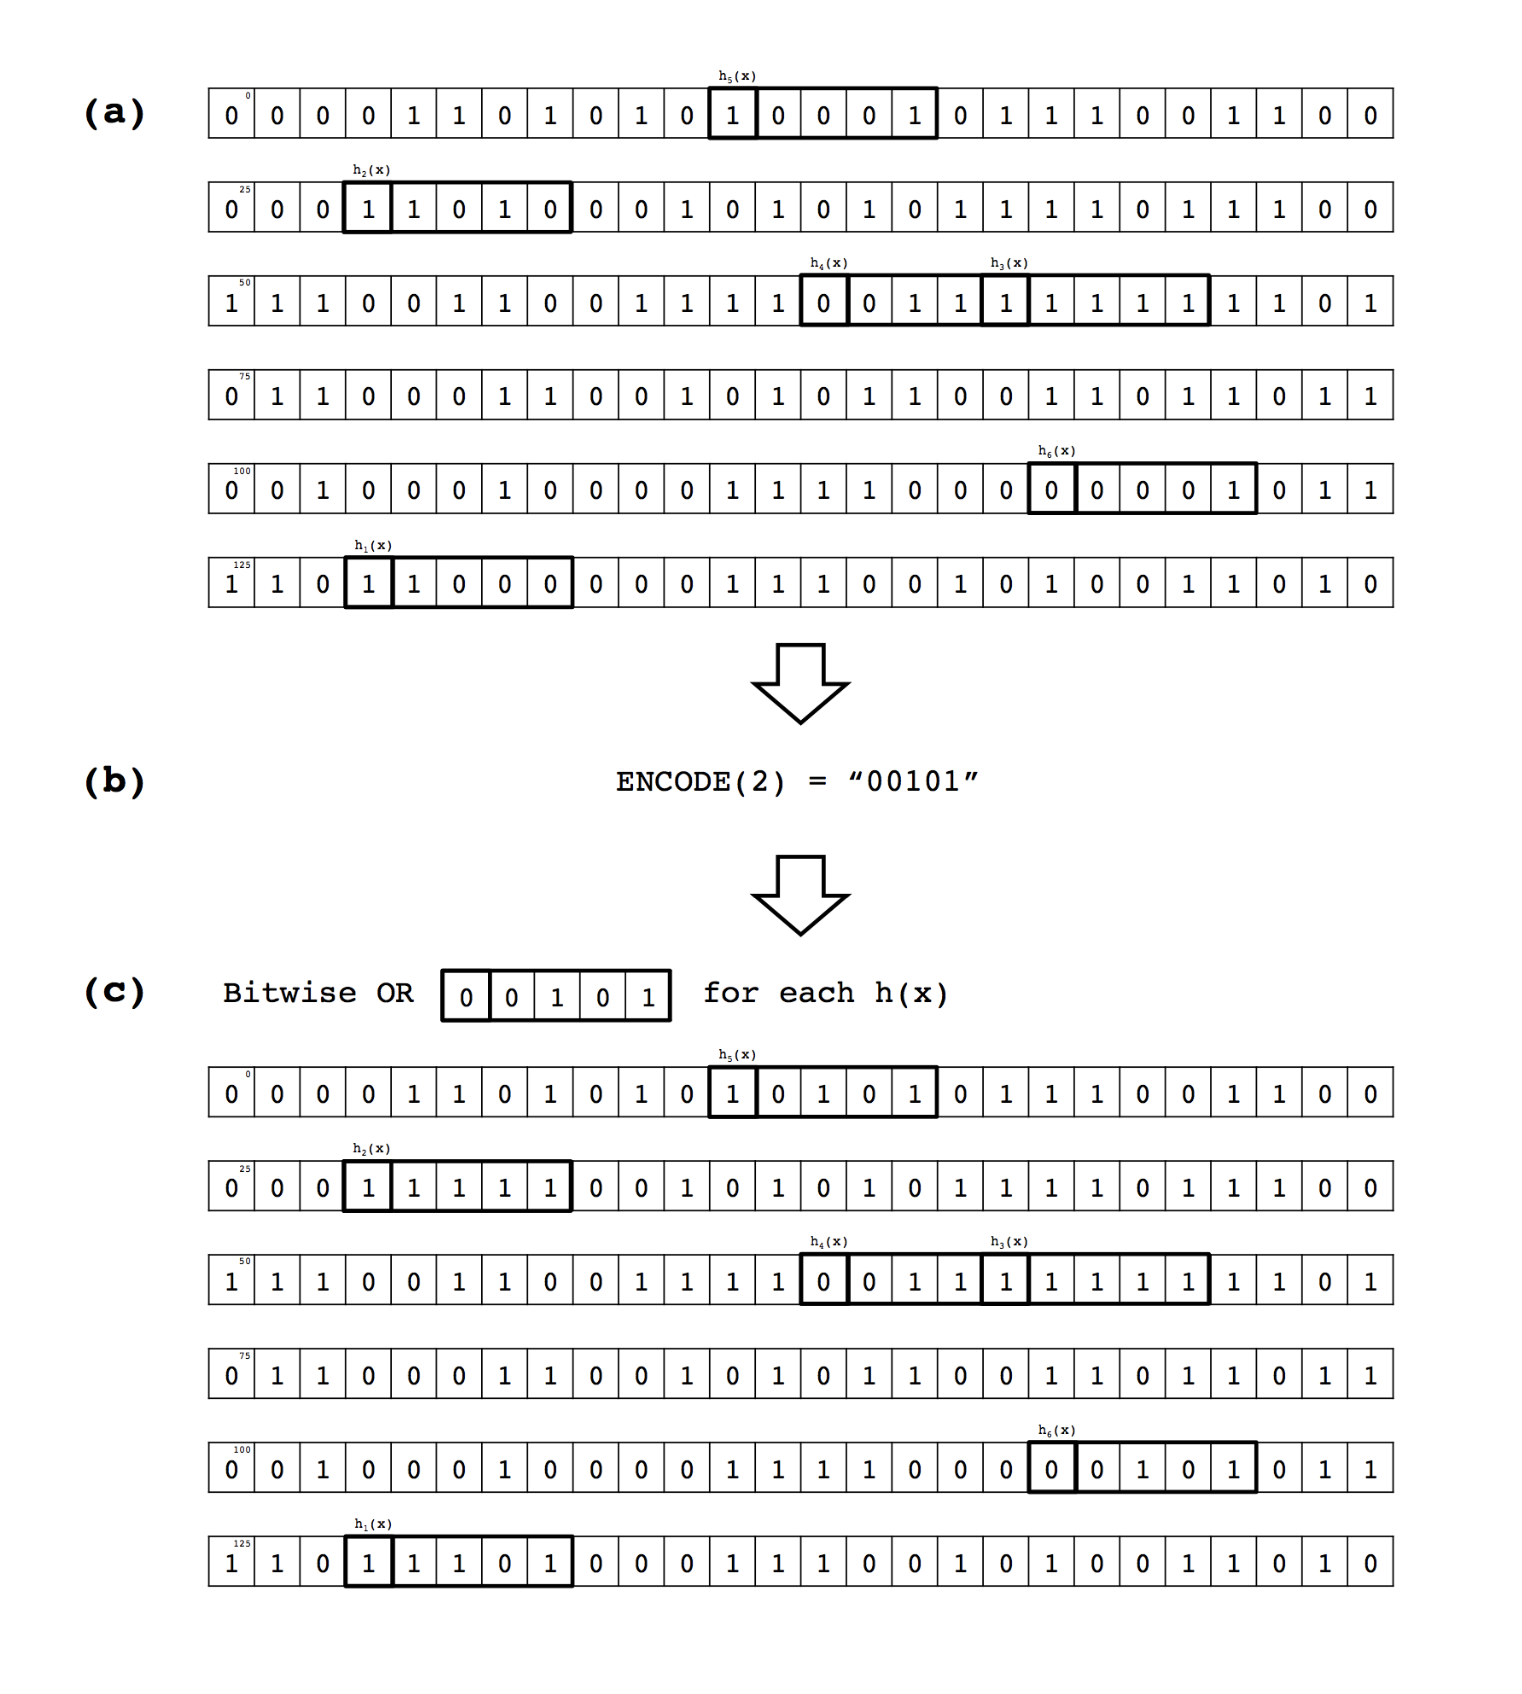 h₅(x)
(a) 0 0 0 0 0 1 1 0 1 0 1 0 1 0 0 0 1 0 1 1 1 0 0 1 1 0 0
h₂(x)
25 0 0 0 1 1 0 1 0 0 0 1 0 1 0 1 0 1 1 1 1 0 1 1 1 0 0
h₄(x) h₃(x)
50 1 1 1 0 0 1 1 0 0 1 1 1 1 0 0 1 1 1 1 1 1 1 1 1 0 1
75 0 1 1 0 0 0 1 1 0 0 1 0 1 0 1 1 0 0 1 1 0 1 1 0 1 1
h₆(x)
100 0 0 1 0 0 0 1 0 0 0 0 1 1 1 1 0 0 0 0 0 0 0 1 0 1 1
h₁(x)
125 1 1 0 1 1 0 0 0 0 0 0 1 1 1 0 0 1 0 1 0 0 1 1 0 1 0
(b) ENCODE(2) = “00101”
(c) Bitwise OR 0 0 1 0 1 for each h(x)
h₅(x)
0 0 0 0 0 1 1 0 1 0 1 0 1 0 1 0 1 0 1 1 1 0 0 1 1 0 0
h₂(x)
25 0 0 0 1 1 1 1 1 0 0 1 0 1 0 1 0 1 1 1 1 0 1 1 1 0 0
h₄(x) h₃(x)
50 1 1 1 0 0 1 1 0 0 1 1 1 1 0 0 1 1 1 1 1 1 1 1 1 0 1
75 0 1 1 0 0 0 1 1 0 0 1 0 1 0 1 1 0 0 1 1 0 1 1 0 1 1
h₆(x)
100 0 0 1 0 0 0 1 0 0 0 0 1 1 1 1 0 0 0 0 0 1 0 1 0 1 1
h₁(x)
125 1 1 0 1 1 1 0 1 0 0 0 1 1 1 0 0 1 0 1 0 0 1 1 0 1 0